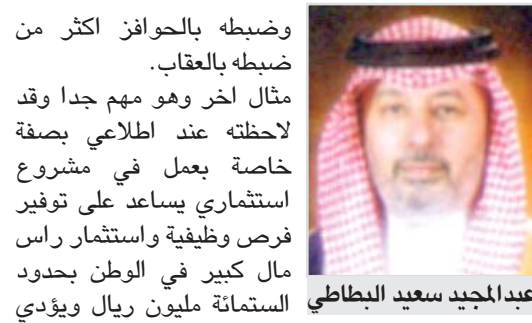 وضبطه بالحوافز اكثر من
ضبطه بالعقاب.
مثال اخر وهو مهم جدا وقد
لاحظته عند اطلاعي بصفة
خاصة بعمل في مشروع
استثماري يساعد على توفير
فرص وظيفية واستثمار راس
مال كبير في الوطن بحدود
الستمائة مليون ريال ويؤدي
عبدالمجيد سعيد البطاطي